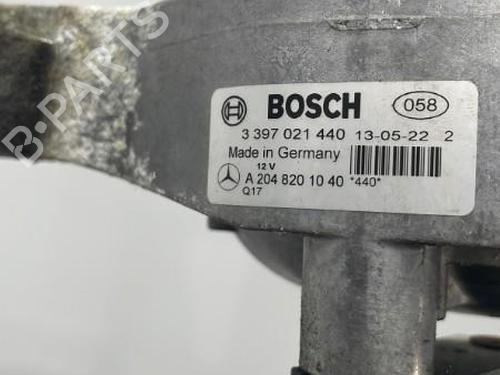 BOSCH 058
3 397 021 440 13-05-22 2
Made in Germany
12 V
A 204 820 10 40 *440*
Q17
B-PARTS